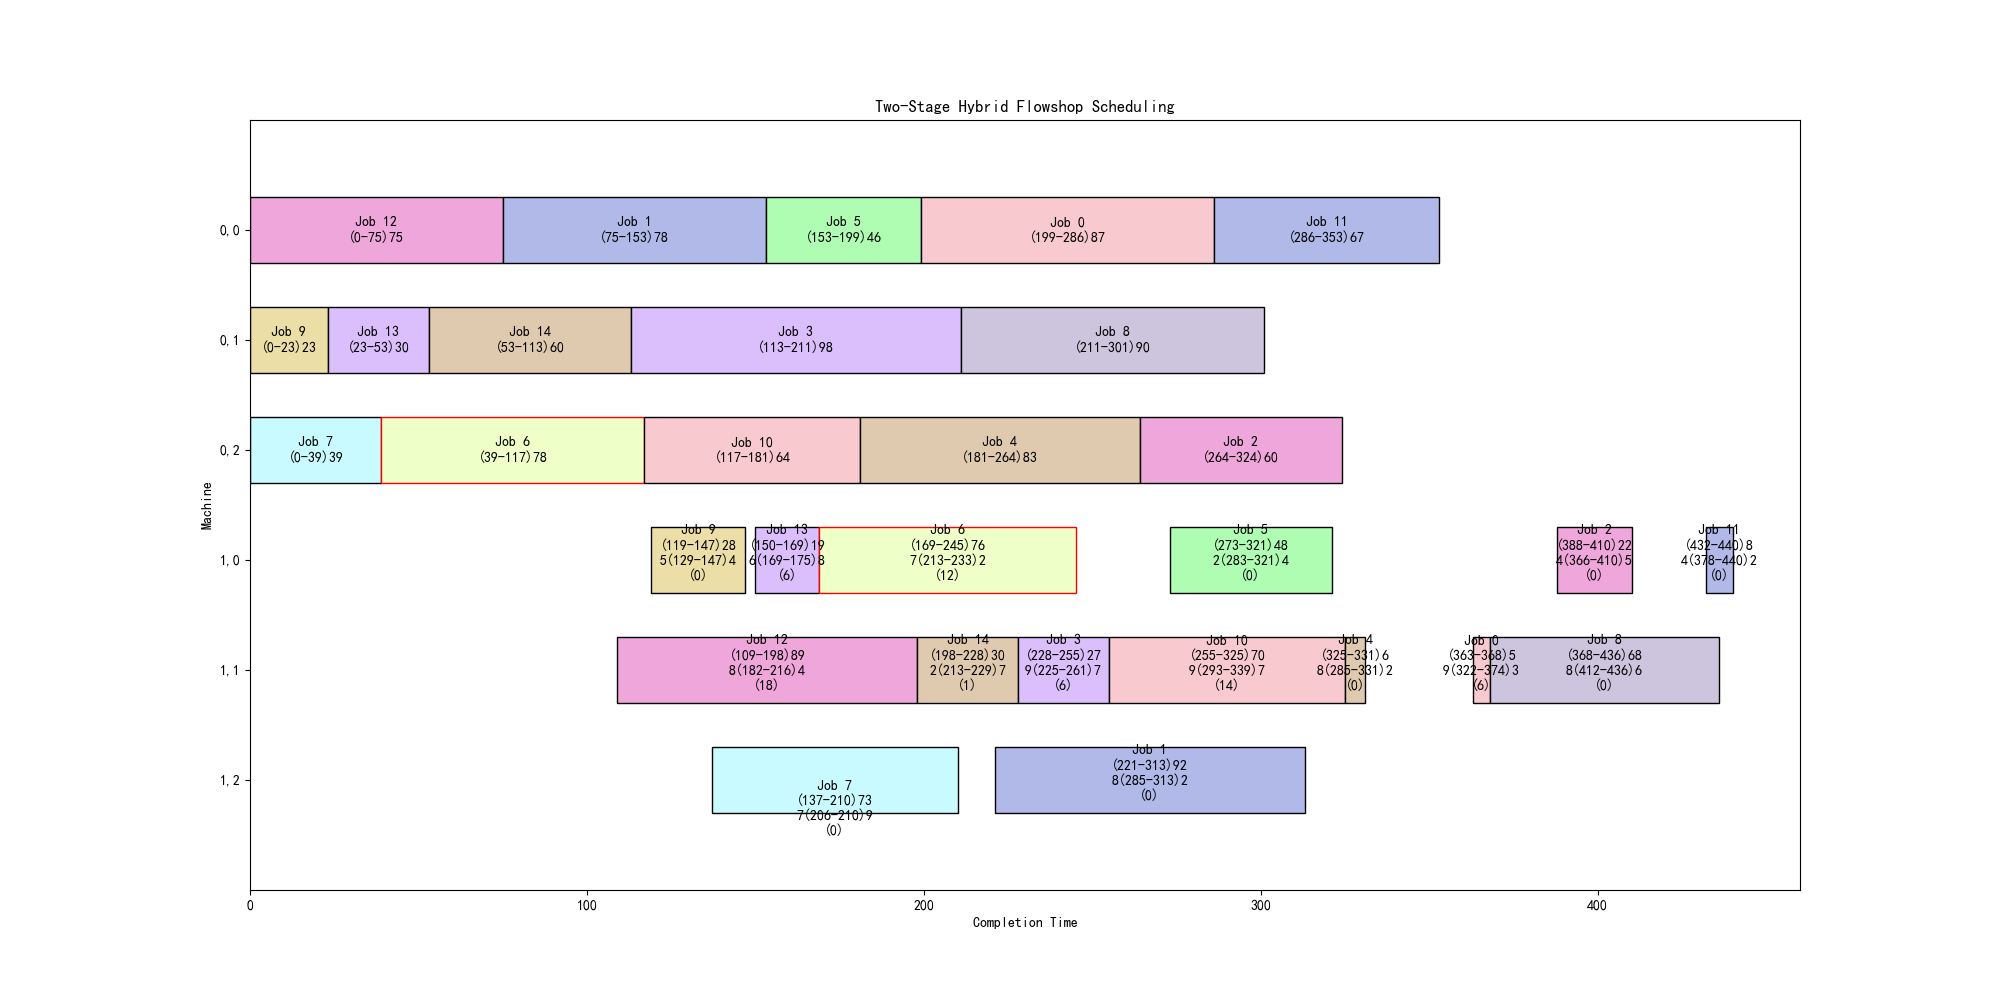 Two-Stage Hybrid Flowshop Scheduling
Machine
0,0
Job 12
(0-75)75
Job 1
(75-153)78
Job 5
(153-199)46
Job 0
(199-286)87
Job 11
(286-353)67
0,1
Job 9
(0-23)23
Job 13
(23-53)30
Job 14
(53-113)60
Job 3
(113-211)98
Job 8
(211-301)90
0,2
Job 7
(0-39)39
Job 6
(39-117)78
Job 10
(117-181)64
Job 4
(181-264)83
Job 2
(264-324)60
1,0
Job 9
(119-147)28
5(129-147)4
(0)
Job 13
(150-169)19
6(169-175)8
(6)
Job 6
(169-245)76
7(213-233)2
(12)
Job 5
(273-321)48
2(283-321)4
(0)
Job 2
(388-410)22
4(366-410)5
(0)
Job 11
(432-440)8
4(378-440)2
(0)
1,1
Job 12
(109-198)89
8(182-216)4
(18)
Job 14
(198-228)30
2(213-229)7
(1)
Job 3
(228-255)27
9(225-261)7
(6)
Job 10
(255-325)70
9(293-339)7
(14)
Job 4
(325-331)6
8(285-331)2
(0)
Job 0
(363-368)5
9(322-374)3
(6)
Job 8
(368-436)68
8(412-436)6
(0)
1,2
Job 7
(137-210)73
7(206-210)9
(0)
Job 1
(221-313)92
8(285-313)2
(0)
0
100
200
300
400
Completion Time